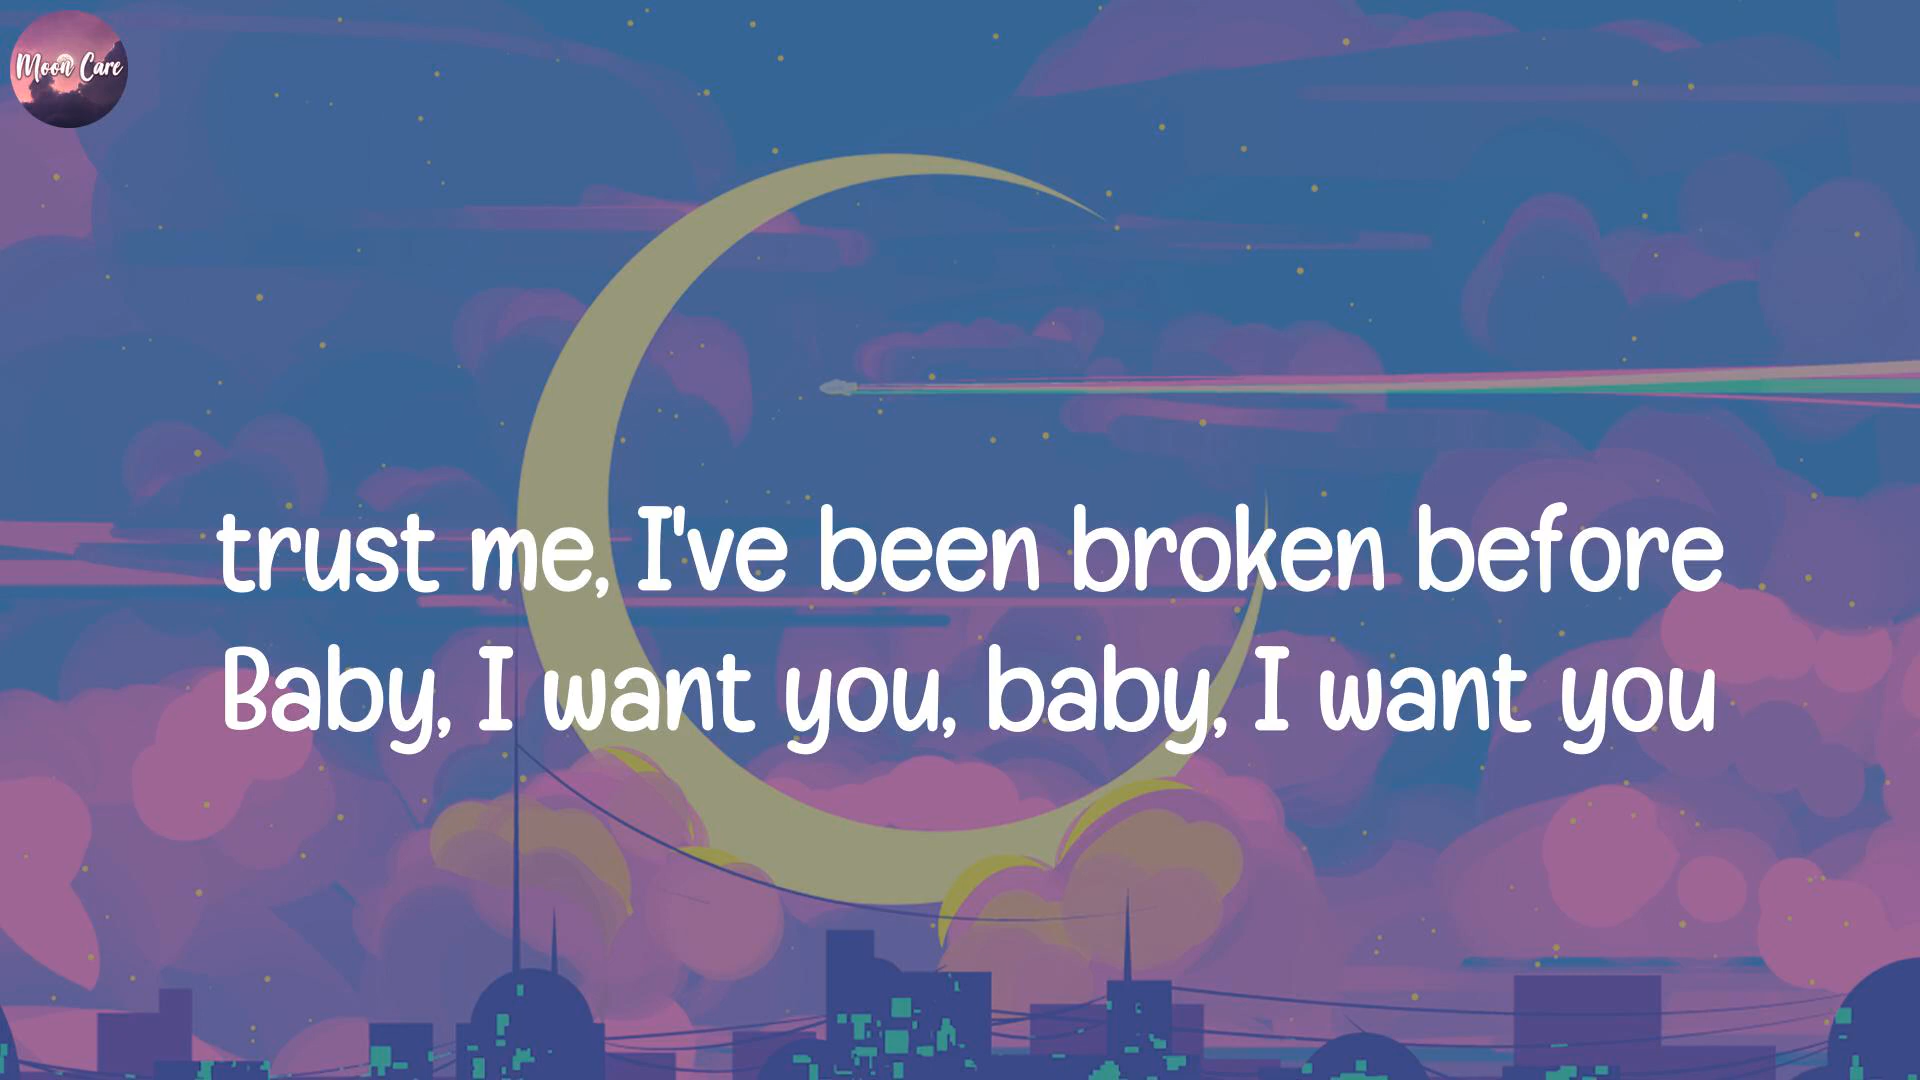 Moon Care
trust me, I've been broken before
Baby, I want you, baby, I want you